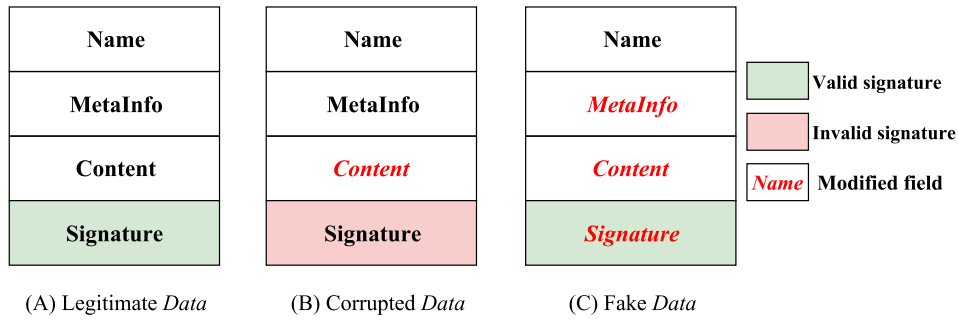 Name
MetaInfo
Content
Signature
(A) Legitimate Data
Name
MetaInfo
Content
Signature
(B) Corrupted Data
Name
MetaInfo
Content
Signature
(C) Fake Data
Valid signature
Invalid signature
Name Modified field